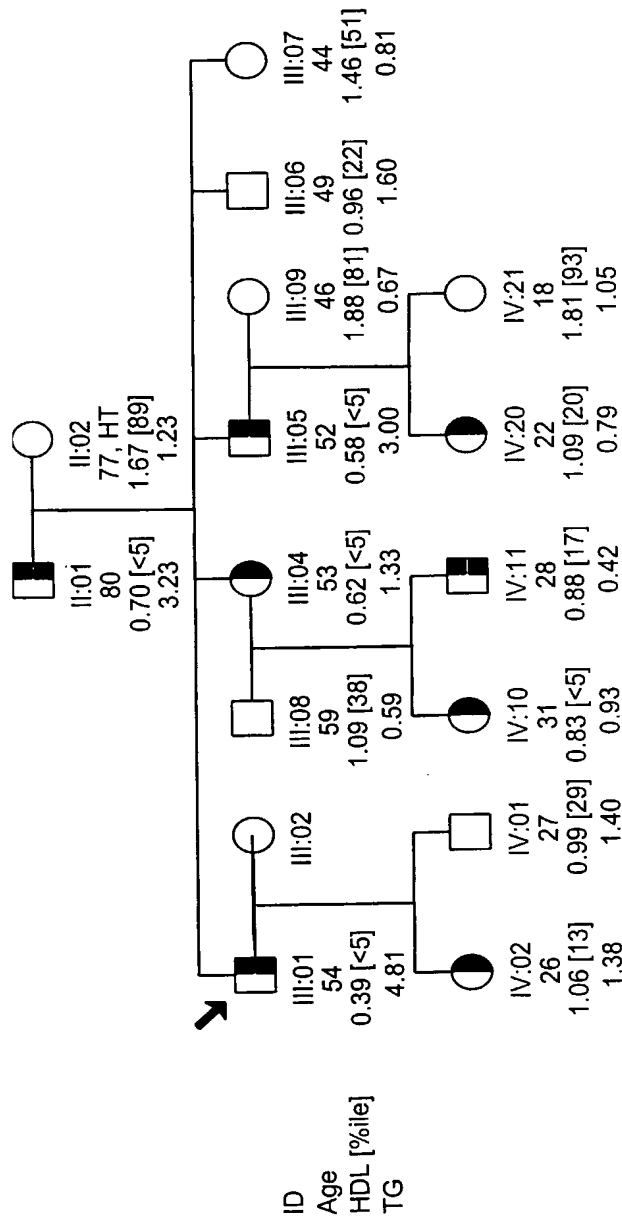 II:01
80
0.70 [<5]
3.23
II:02
77, HT
1.67 [89]
1.23
ID
Age
HDL [%ile]
TG
III:01
54
0.39 [<5]
4.81
III:02
III:08
59
1.09 [38]
0.59
III:04
53
0.62 [<5]
1.33
III:05
52
0.58 [<5]
3.00
III:09
46
1.88 [81]
0.67
III:06
49
0.96 [22]
1.60
III:07
44
1.46 [51]
0.81
IV:02
26
1.06 [13]
1.38
IV:01
27
0.99 [29]
1.40
IV:10
31
0.83 [<5]
0.93
IV:11
28
0.88 [17]
0.42
IV:20
22
1.09 [20]
0.79
IV:21
18
1.81 [93]
1.05